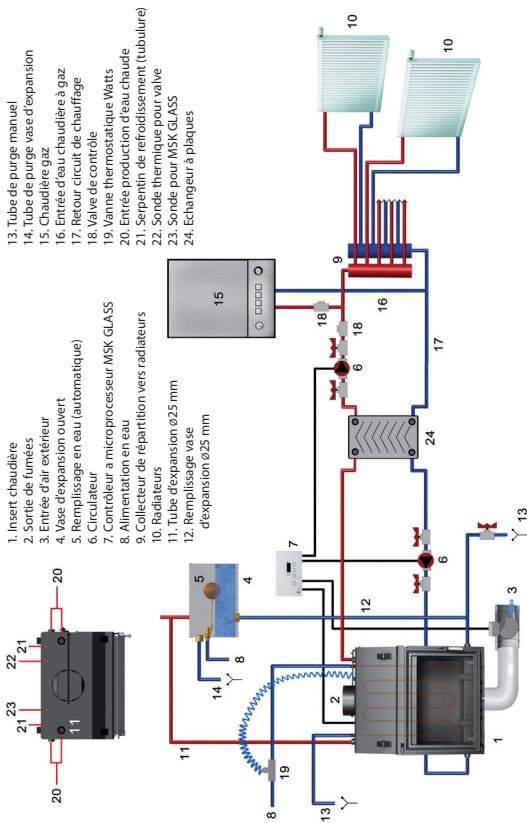 1. Insert chaudière
2. Sortie de fumées
3. Entrée d'air extérieur
4. Vase d'expansion ouvert
5. Remplissage en eau (automatique)
6. Circulateur
7. Contrôleur a microprocesseur MSK GLASS
8. Alimentation en eau
9. Collecteur de répartition vers radiateurs
10. Radiateurs
11. Tube d'expansion ø25 mm
12. Remplissage vase
d'expansion ø25 mm
13. Tube de purge manuel
14. Tube de purge vase d'expansion
15. Chaudière gaz
16. Entrée d'eau chaudière à gaz
17. Retour circuit de chauffage
18. Valve de contrôle
19. Vanne thermostatique Watts
20. Entrée production d'eau chaude
21. Serpentin de refroidissement (tubulure)
22. Sonde thermique pour valve
23. Sonde pour MSK GLASS
24. Echangeur à plaques
20
21
23
22
21
20
11
10
10
15
9
18
18
16
6
17
24
5
4
7
8
14
12
6
13
11
2
19
8
13
3
1